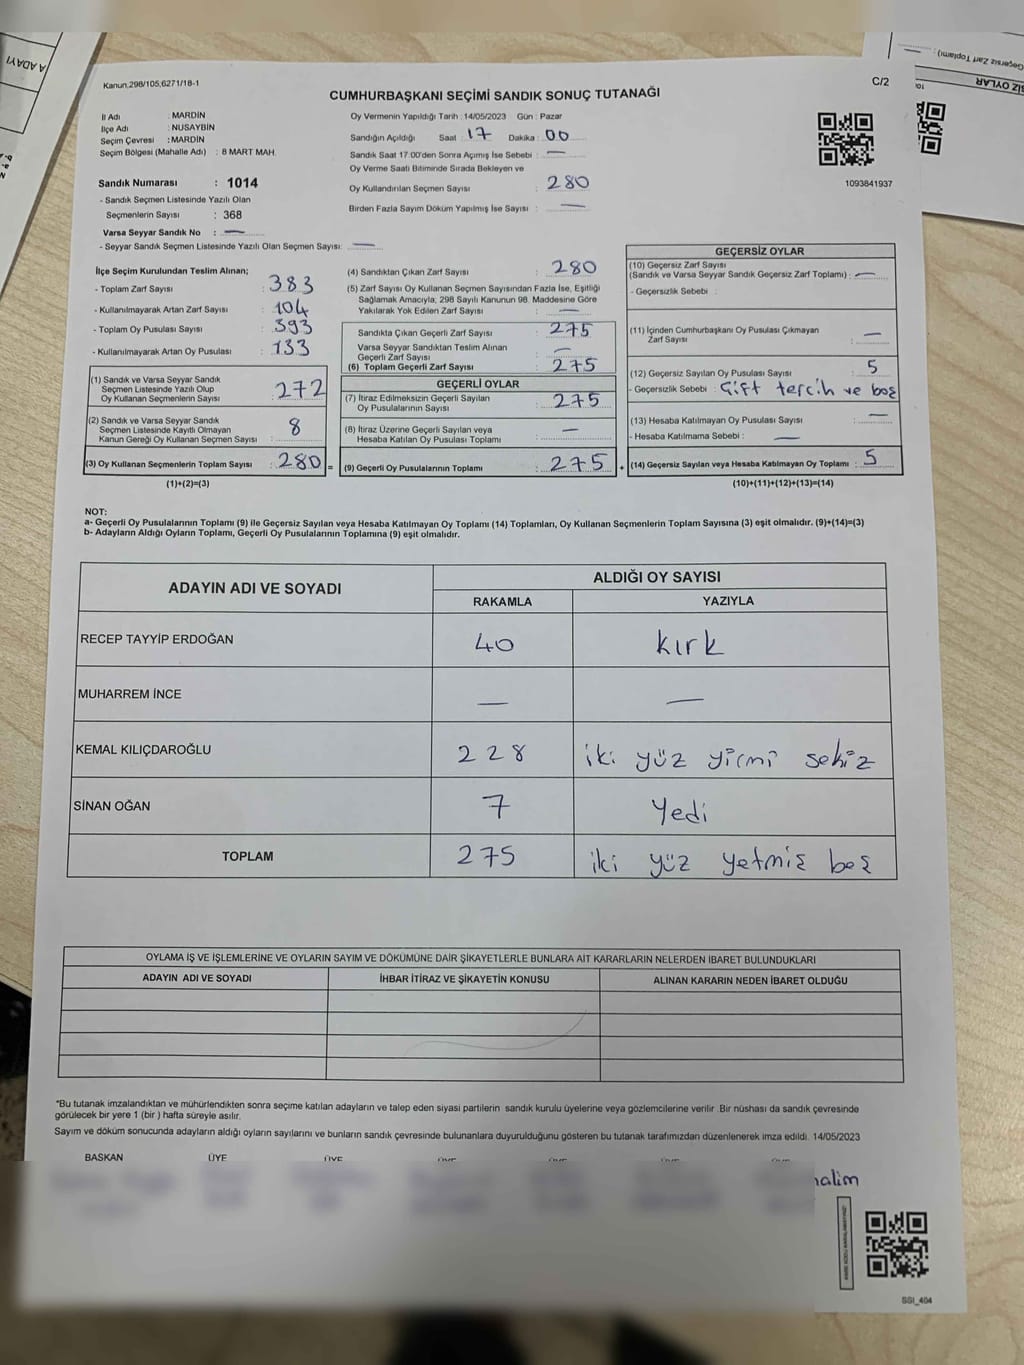 A ADAYI
Geçersiz Zarf Toplamı) :
SİZ OYLAR
Kanun,298/105;6271/18-1
C/2
CUMHURBAŞKANI SEÇİMİ SANDIK SONUÇ TUTANAĞI
İl Adı : MARDİN
İlçe Adı : NUSAYBİN
Seçim Çevresi : MARDİN
Seçim Bölgesi (Mahalle Adı) : 8 MART MAH.
Oy Vermenin Yapıldığı Tarih : 14/05/2023 Gün : Pazar
Sandığın Açıldığı Saat : 17 Dakika : 00
Sandık Saat 17:00'den Sonra Açımış İse Sebebi : —
Oy Verme Saati Bitiminde Sırada Bekleyen ve
Oy Kullandırılan Seçmen Sayısı : 280
Birden Fazla Sayım Döküm Yapılmış İse Sayısı : —
1093841937
Sandık Numarası : 1014
- Sandık Seçmen Listesinde Yazılı Olan
Seçmenlerin Sayısı : 368
Varsa Seyyar Sandık No : —
- Seyyar Sandık Seçmen Listesinde Yazılı Olan Seçmen Sayısı: —
İlçe Seçim Kurulundan Teslim Alınan;
- Toplam Zarf Sayısı : 383
- Kullanılmayarak Artan Zarf Sayısı : 104
- Toplam Oy Pusulası Sayısı : 393
- Kullanılmayarak Artan Oy Pusulası : 133
(1) Sandık ve Varsa Seyyar Sandık
Seçmen Listesinde Yazılı Olup
Oy Kullanan Seçmenlerin Sayısı : 272
(2) Sandık ve Varsa Seyyar Sandık
Seçmen Listesinde Kayıtlı Olmayan
Kanun Gereği Oy Kullanan Seçmen Sayısı : 8
(3) Oy Kullanan Seçmenlerin Toplam Sayısı : 280 =
(1)+(2)=(3)
(4) Sandıktan Çıkan Zarf Sayısı : 280
(5) Zarf Sayısı Oy Kullanan Seçmen Sayısından Fazla İse, Eşitliği
Sağlamak Amacıyla, 298 Sayılı Kanunun 98. Maddesine Göre
Yakılarak Yok Edilen Zarf Sayısı : —
Sandıkta Çıkan Geçerli Zarf Sayısı : 275
Varsa Seyyar Sandıktan Teslim Alınan
Geçerli Zarf Sayısı : —
(6) Toplam Geçerli Zarf Sayısı : 275
GEÇERLİ OYLAR
(7) İtiraz Edilmeksizin Geçerli Sayılan
Oy Pusulalarının Sayısı : 275
(8) İtiraz Üzerine Geçerli Sayılan veya
Hesaba Katılan Oy Pusulası Toplamı : —
(9) Geçerli Oy Pusulalarının Toplamı : 275 +
GEÇERSİZ OYLAR
(10) Geçersiz Zarf Sayısı
(Sandık ve Varsa Seyyar Sandık Geçersiz Zarf Toplamı) : —
- Geçersizlik Sebebi :
(11) İçinden Cumhurbaşkanı Oy Pusulası Çıkmayan
Zarf Sayısı : —
(12) Geçersiz Sayılan Oy Pusulası Sayısı : 5
- Geçersizlik Sebebi : Çift tercih ve boş
(13) Hesaba Katılmayan Oy Pusulası Sayısı : —
- Hesaba Katılmama Sebebi : —
(14) Geçersiz Sayılan veya Hesaba Katılmayan Oy Toplamı : 5
(10)+(11)+(12)+(13)=(14)
NOT:
a- Geçerli Oy Pusulalarının Toplamı (9) ile Geçersiz Sayılan veya Hesaba Katılmayan Oy Toplamı (14) Toplamları, Oy Kullanan Seçmenlerin Toplam Sayısına (3) eşit olmalıdır. (9)+(14)=(3)
b- Adayların Aldığı Oyların Toplamı, Geçerli Oy Pusulalarının Toplamına (9) eşit olmalıdır.
ADAYIN ADI VE SOYADI
ALDIĞI OY SAYISI
RAKAMLA YAZIYLA
RECEP TAYYİP ERDOĞAN 40 kırk
MUHARREM İNCE — —
KEMAL KILIÇDAROĞLU 228 iki yüz yirmi sekiz
SİNAN OĞAN 7 Yedi
TOPLAM 275 iki yüz yetmiş beş
OYLAMA İŞ VE İŞLEMLERİNE VE OYLARIN SAYIM VE DÖKÜMÜNE DAİR ŞİKAYETLERLE BUNLARA AİT KARARLARIN NELERDEN İBARET BULUNDUKLARI
ADAYIN ADI VE SOYADI İHBAR İTİRAZ VE ŞİKAYETİN KONUSU ALINAN KARARIN NEDEN İBARET OLDUĞU
"Bu tutanak imzalandıktan ve mühürlendikten sonra seçime katılan adayların ve talep eden siyasi partilerin sandık kurulu üyelerine veya gözlemcilerine verilir .Bir nüshası da sandık çevresinde
görülecek bir yere 1 (bir ) hafta süreyle asılır.
Sayım ve döküm sonucunda adayların aldığı oyların sayılarını ve bunların sandık çevresinde bulunanlara duyurulduğunu gösteren bu tutanak tarafımızdan düzenlenerek imza edildi. 14/05/2023
BAŞKAN ÜYE ÜYE
SSI_404